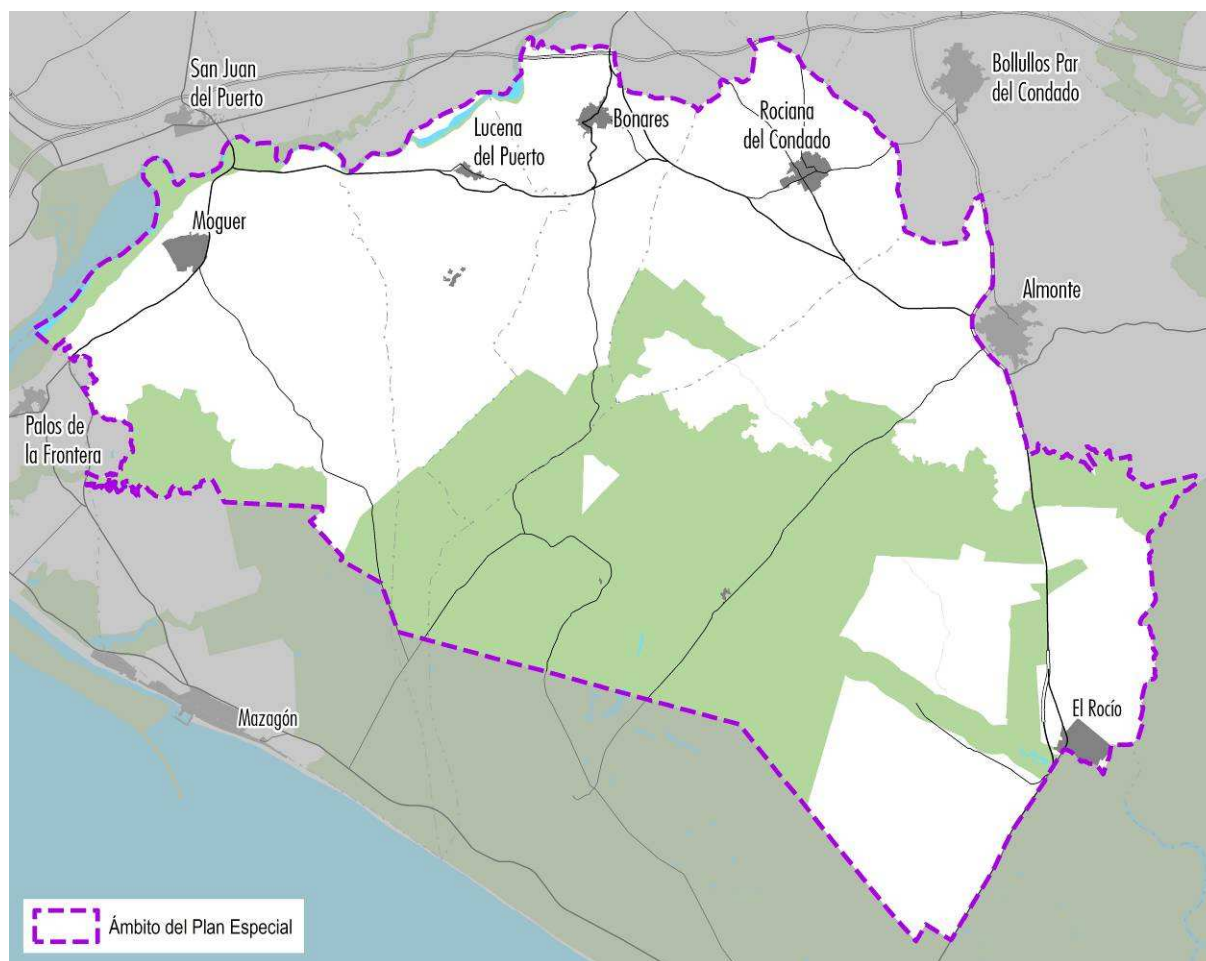 San Juan
del Puerto
Bollullos Par
del Condado
Lucena
del Puerto
Bonares
Rociana
del Condado
Moguer
Almonte
Palos de
la Frontera
Mazagón
El Rocío
Ámbito del Plan Especial